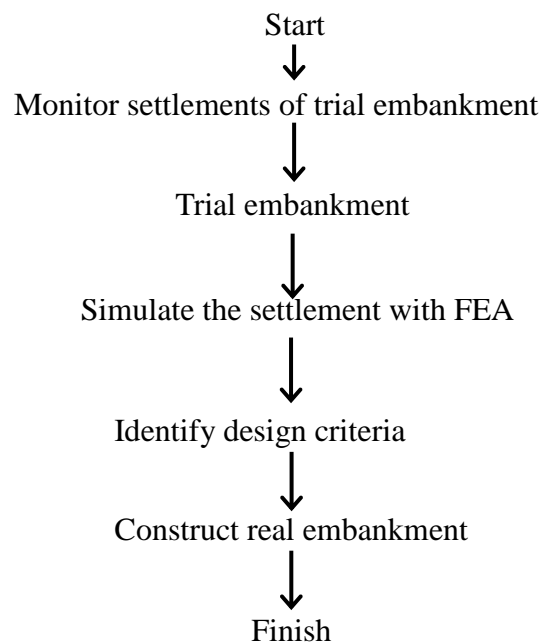 Start
Monitor settlements of trial embankment
Trial embankment
Simulate the settlement with FEA
Identify design criteria
Construct real embankment
Finish